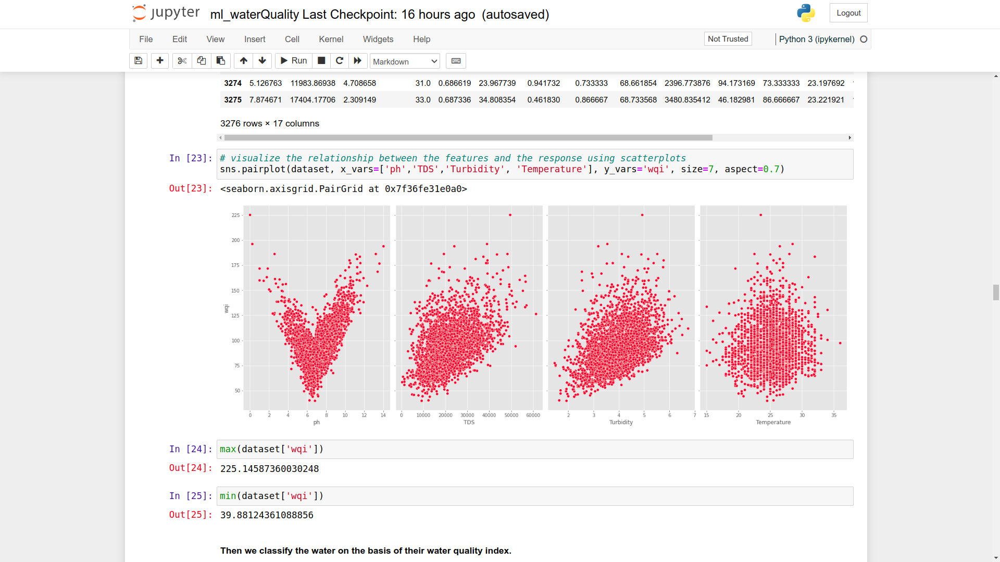 jupyter ml_waterQuality Last Checkpoint: 16 hours ago (autosaved) Logout
File Edit View Insert Cell Kernel Widgets Help Not Trusted Python 3 (ipykernel)
Run Markdown
3274 5.126763 11983.86938 4.708658 31.0 0.686619 23.967739 0.941732 0.733333 68.661854 2396.773876 94.173169 73.333333 23.197692
3275 7.874671 17404.17706 2.309149 33.0 0.687336 34.808354 0.461830 0.866667 68.733568 3480.835412 46.182981 86.666667 23.221921
3276 rows × 17 columns
In [23]: # visualize the relationship between the features and the response using scatterplots
sns.pairplot(dataset, x_vars=['ph','TDS','Turbidity', 'Temperature'], y_vars='wqi', size=7, aspect=0.7)
Out[23]: <seaborn.axisgrid.PairGrid at 0x7f36fe31e0a0>
225
200
175
150
125
100
75
50
wqi
0 2 4 6 8 10 12 14 0 10000 20000 30000 40000 50000 60000 2 3 4 5 6 7 15 20 25 30 35
ph TDS Turbidity Temperature
In [24]: max(dataset['wqi'])
Out[24]: 225.14587360030248
In [25]: min(dataset['wqi'])
Out[25]: 39.88124361088856
Then we classify the water on the basis of their water quality index.